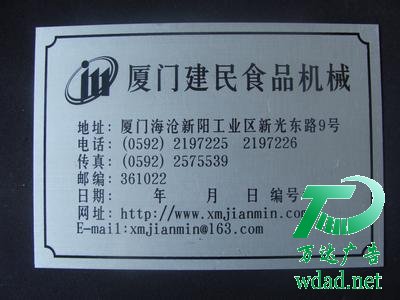 厦门建民食品机械
地址: 厦门海沧新阳工业区新光东路9号
电话: (0592) 2197225 2197226
传真: (0592) 2575539
邮编: 361022
日期: 年 月 日 编号
网址: http://www.xmjianmin.com
E-mail:xmjianmin@163.com
万达广告
wdad.net